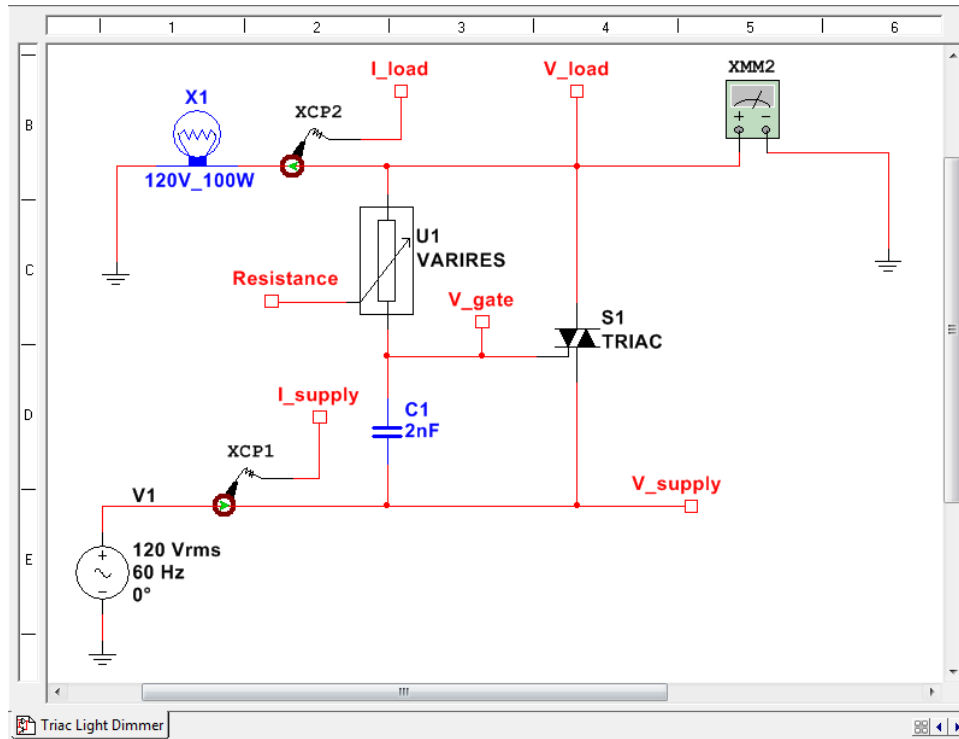 1 2 3 4 5 6
I_load V_load XMM2
X1
XCP2
B
+ −
120V_100W
U1
VARIRES
C
Resistance
V_gate
S1
TRIAC
I_supply
D
C1
2nF
XCP1
V_supply
V1
120 Vrms
60 Hz
0°
+
−
E
Triac Light Dimmer